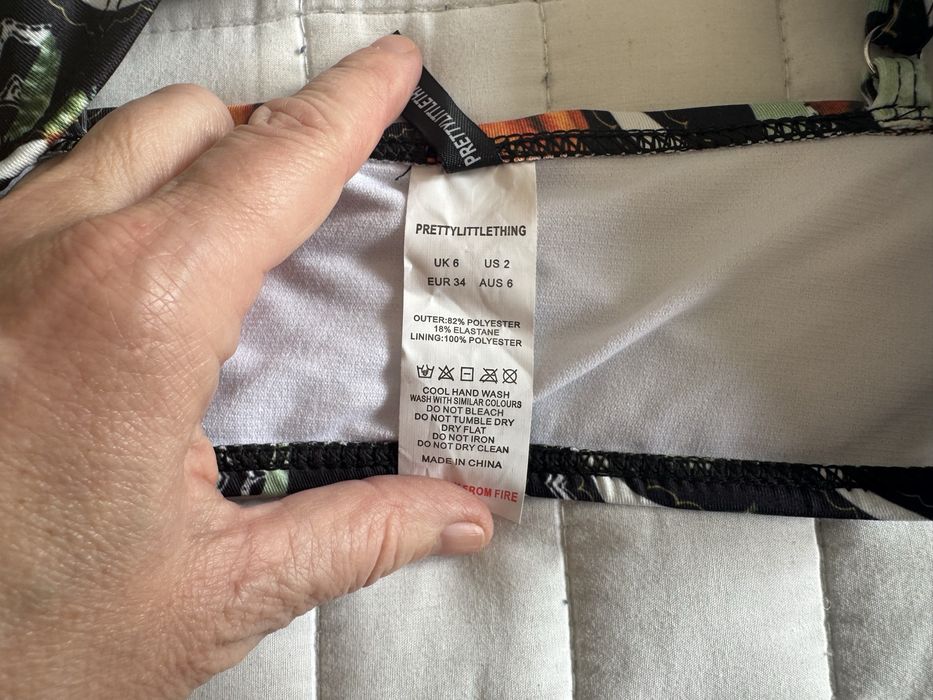 PRETTYLITTLETH
PRETTYLITTLETHING
UK 6 US 2
EUR 34 AUS 6
OUTER:82% POLYESTER
18% ELASTANE
LINING:100% POLYESTER
COOL HAND WASH
WASH WITH SIMILAR COLOURS
DO NOT BLEACH
DO NOT TUMBLE DRY
DRY FLAT
DO NOT IRON
DO NOT DRY CLEAN
MADE IN CHINA
FROM FIRE